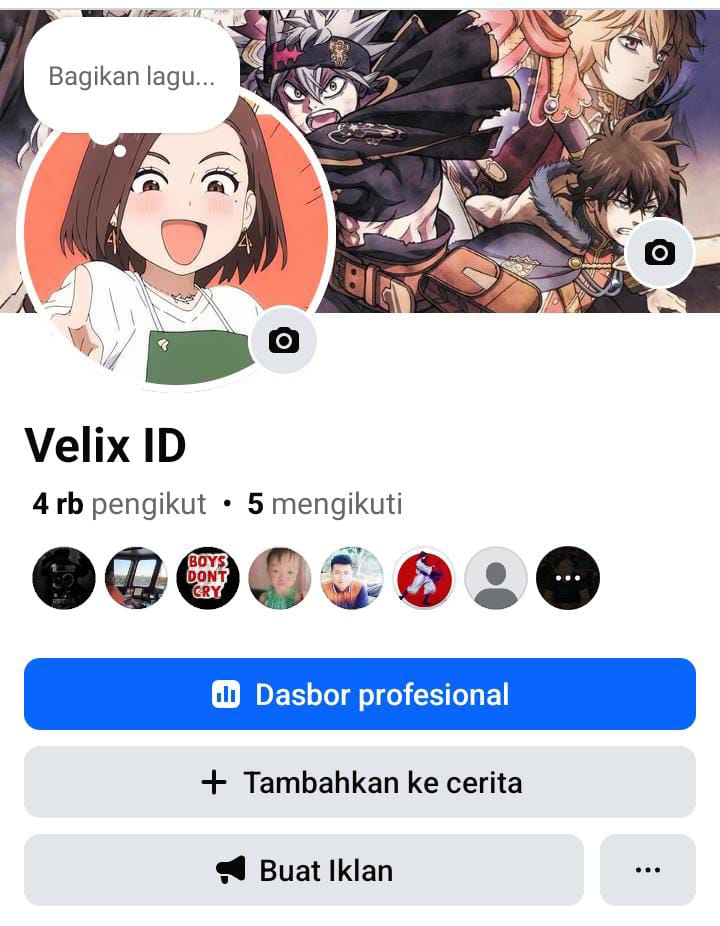 Bagikan lagu...
Velix ID
4 rb pengikut • 5 mengikuti
BOYS
DONT
CRY
Dasbor profesional
+ Tambahkan ke cerita
Buat Iklan